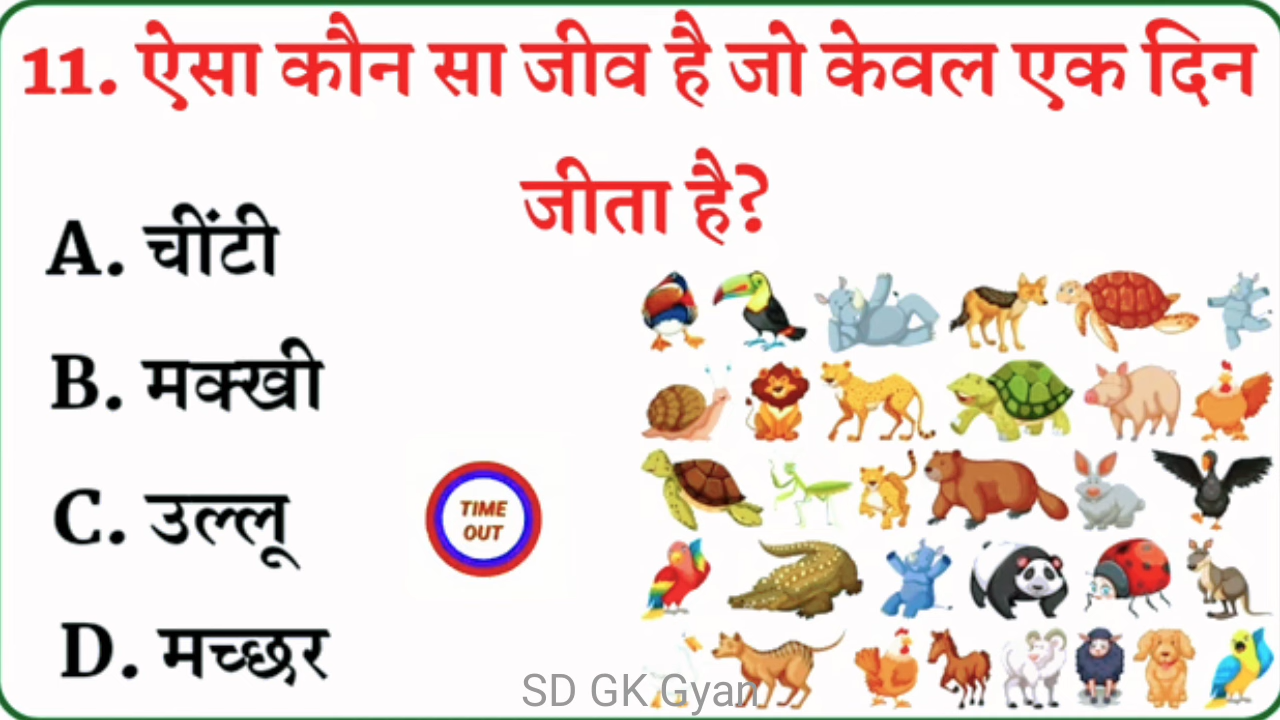 11. ऐसा कौन सा जीव है जो केवल एक दिन
जीता है?
A. चींटी
B. मक्खी
C. उल्लू
D. मच्छर
TIME
OUT
SD GK Gyan